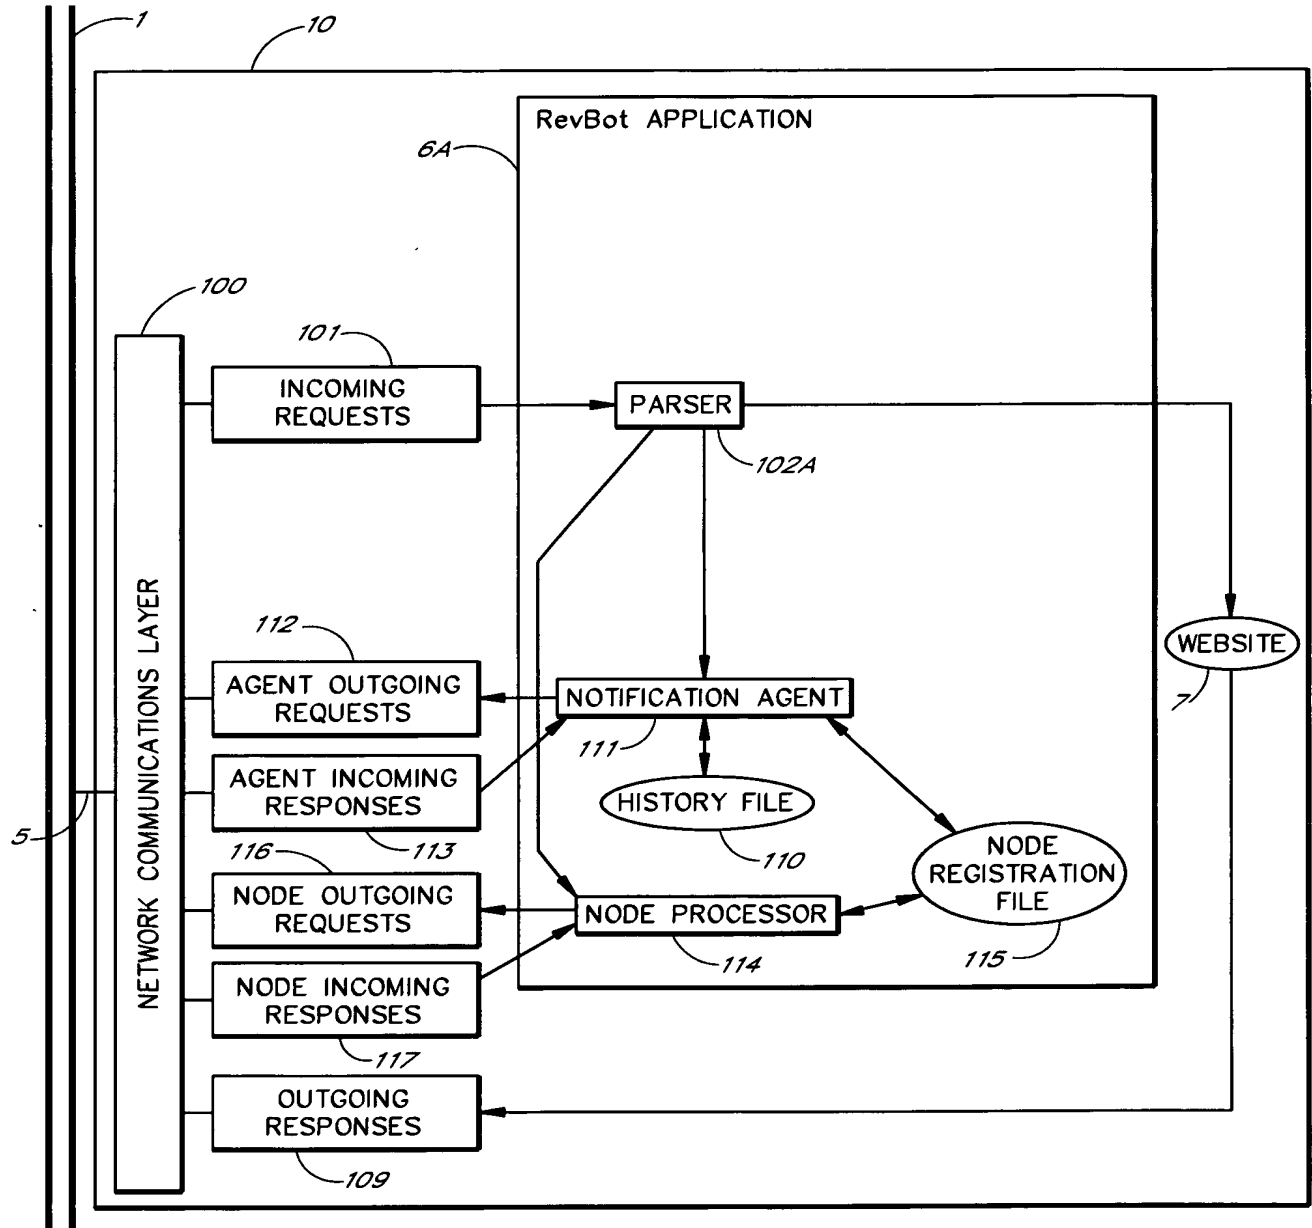 1
10
RevBot APPLICATION
6A
100
101
INCOMING
REQUESTS
PARSER
102A
NETWORK COMMUNICATIONS LAYER
112
AGENT OUTGOING
REQUESTS
NOTIFICATION AGENT
111
WEBSITE
7
AGENT INCOMING
RESPONSES
113
HISTORY FILE
110
5
116
NODE OUTGOING
REQUESTS
NODE PROCESSOR
114
NODE
REGISTRATION
FILE
115
NODE INCOMING
RESPONSES
117
OUTGOING
RESPONSES
109